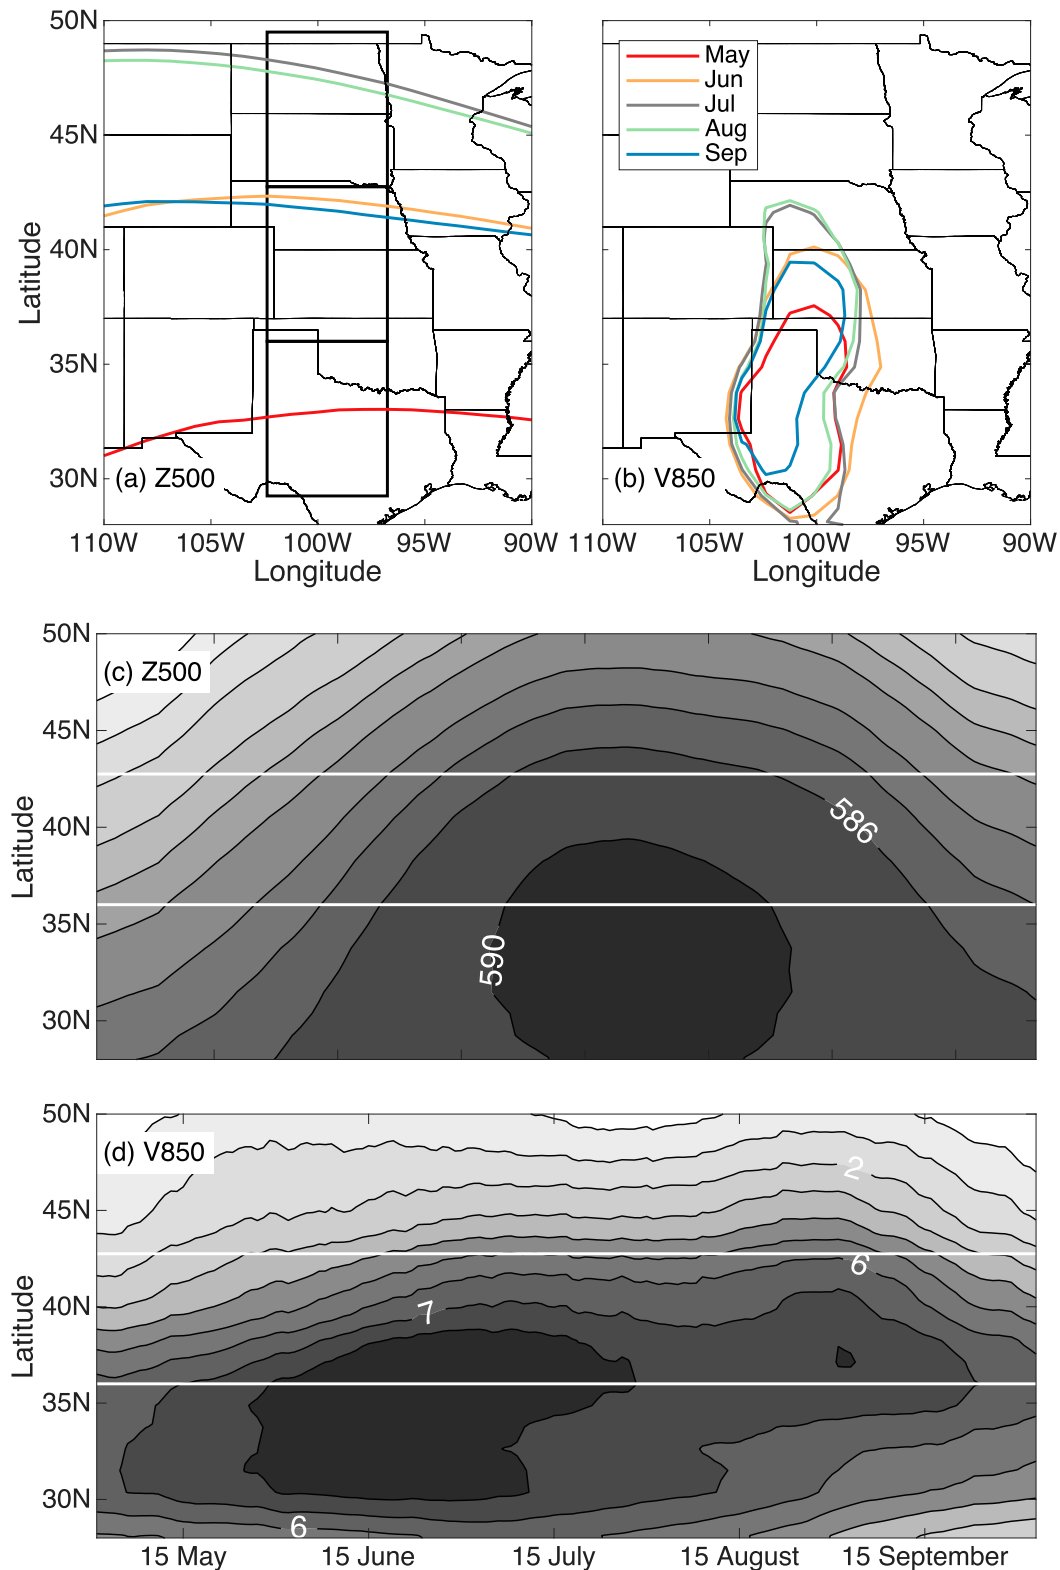 50N
45N
40N
35N
30N
Latitude
(a) Z500
110W 105W 100W 95W 90W
Longitude
May
Jun
Jul
Aug
Sep
(b) V850
110W 105W 100W 95W 90W
Longitude
50N
45N
40N
35N
30N
Latitude
(c) Z500
586
590
50N
45N
40N
35N
30N
Latitude
(d) V850
2
6
7
6
15 May 15 June 15 July 15 August 15 September